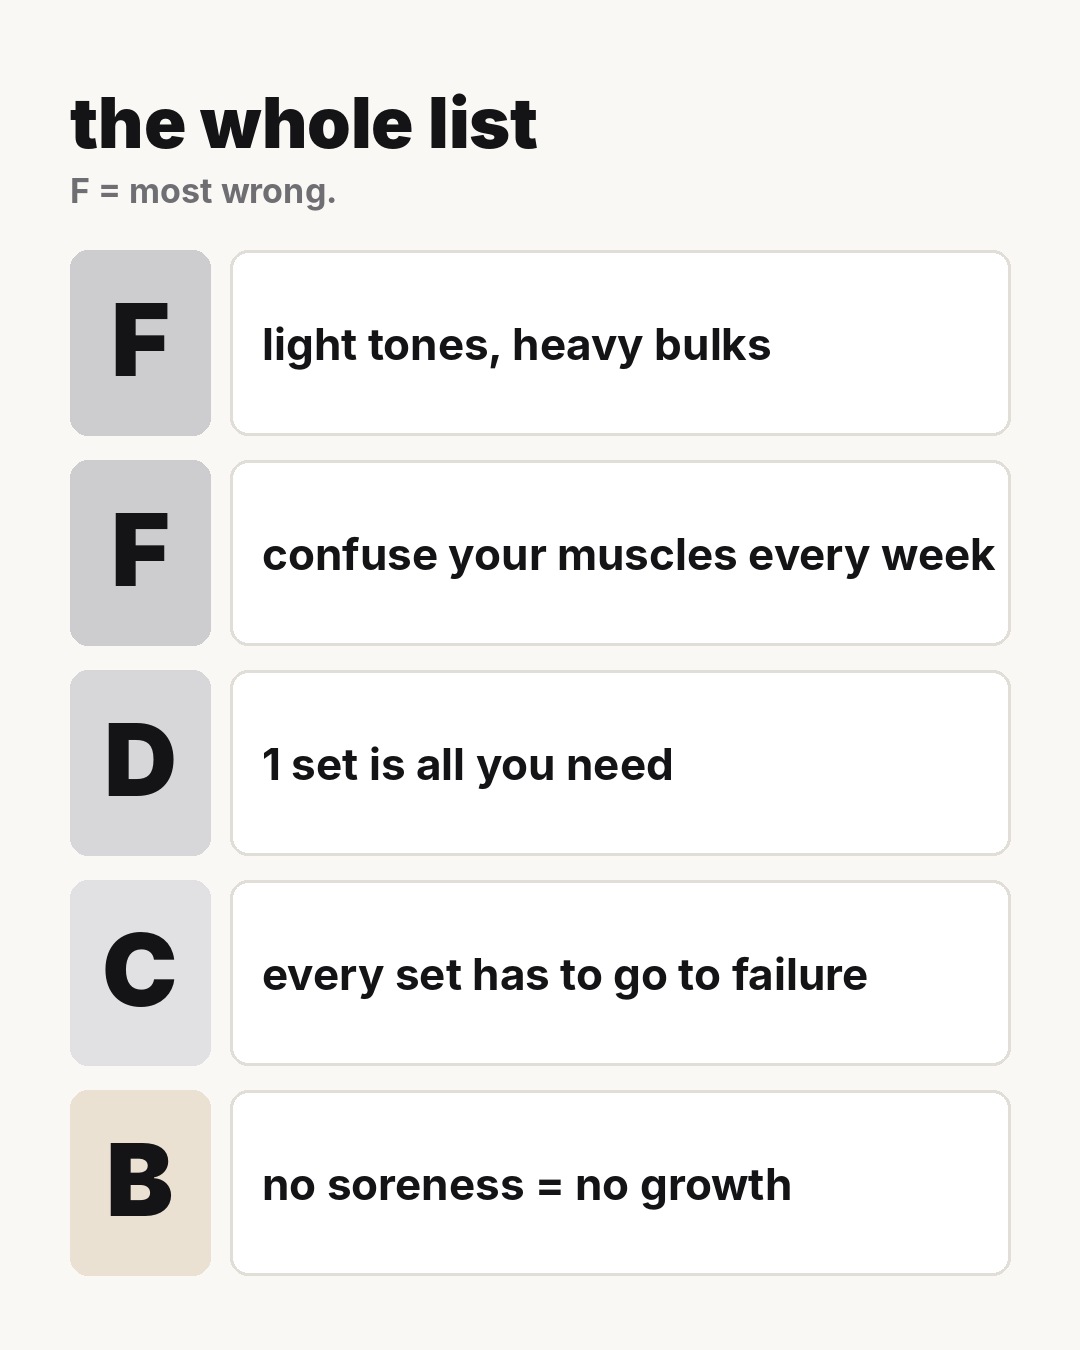 the whole list
F = most wrong.
F
light tones, heavy bulks
F
confuse your muscles every week
D
1 set is all you need
C
every set has to go to failure
B
no soreness = no growth